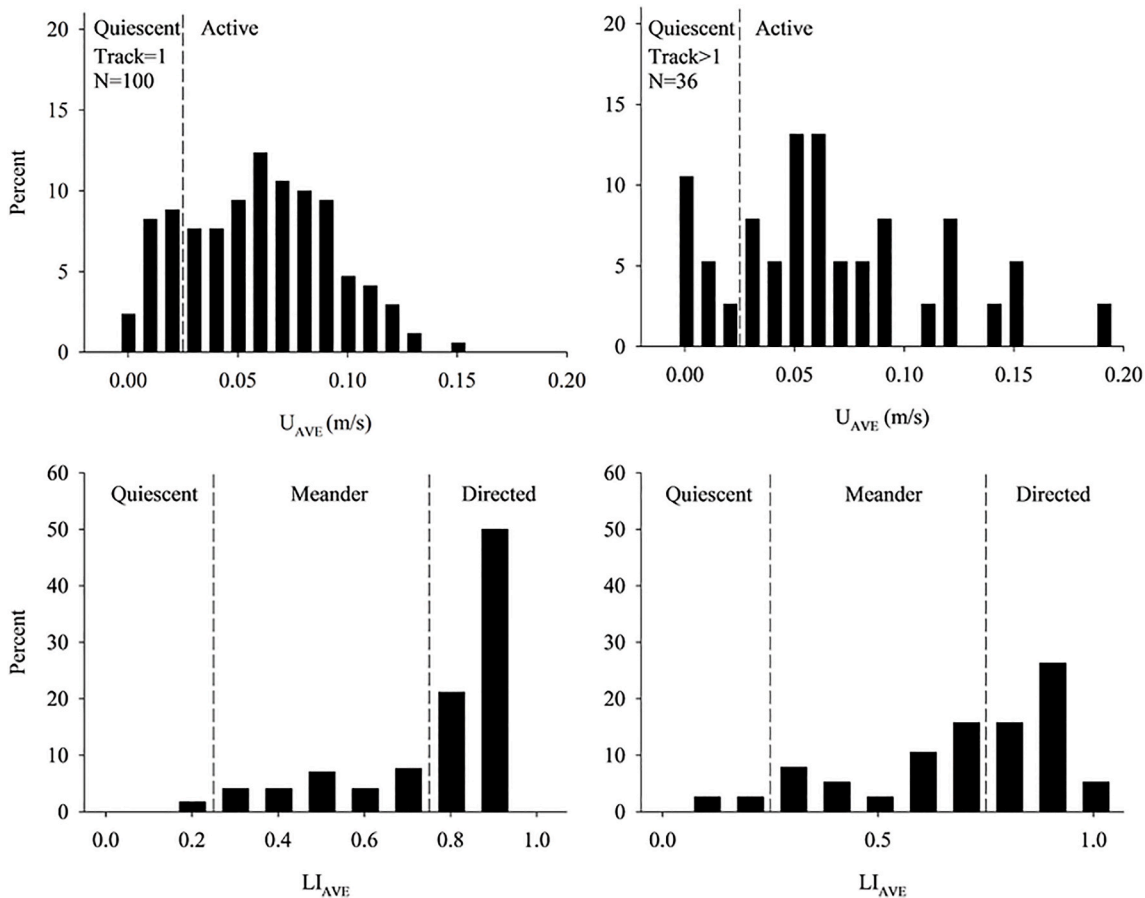 Quiescent Active
Track=1
N=100
20
15
10
5
0
Percent
0.00 0.05 0.10 0.15 0.20
U_AVE (m/s)
Quiescent Active
Track>1
N=36
20
15
10
5
0
0.00 0.05 0.10 0.15 0.20
U_AVE (m/s)
Quiescent Meander Directed
60
50
40
30
20
10
0
Percent
0.0 0.2 0.4 0.6 0.8 1.0
LI_AVE
Quiescent Meander Directed
60
50
40
30
20
10
0
0.0 0.5 1.0
LI_AVE